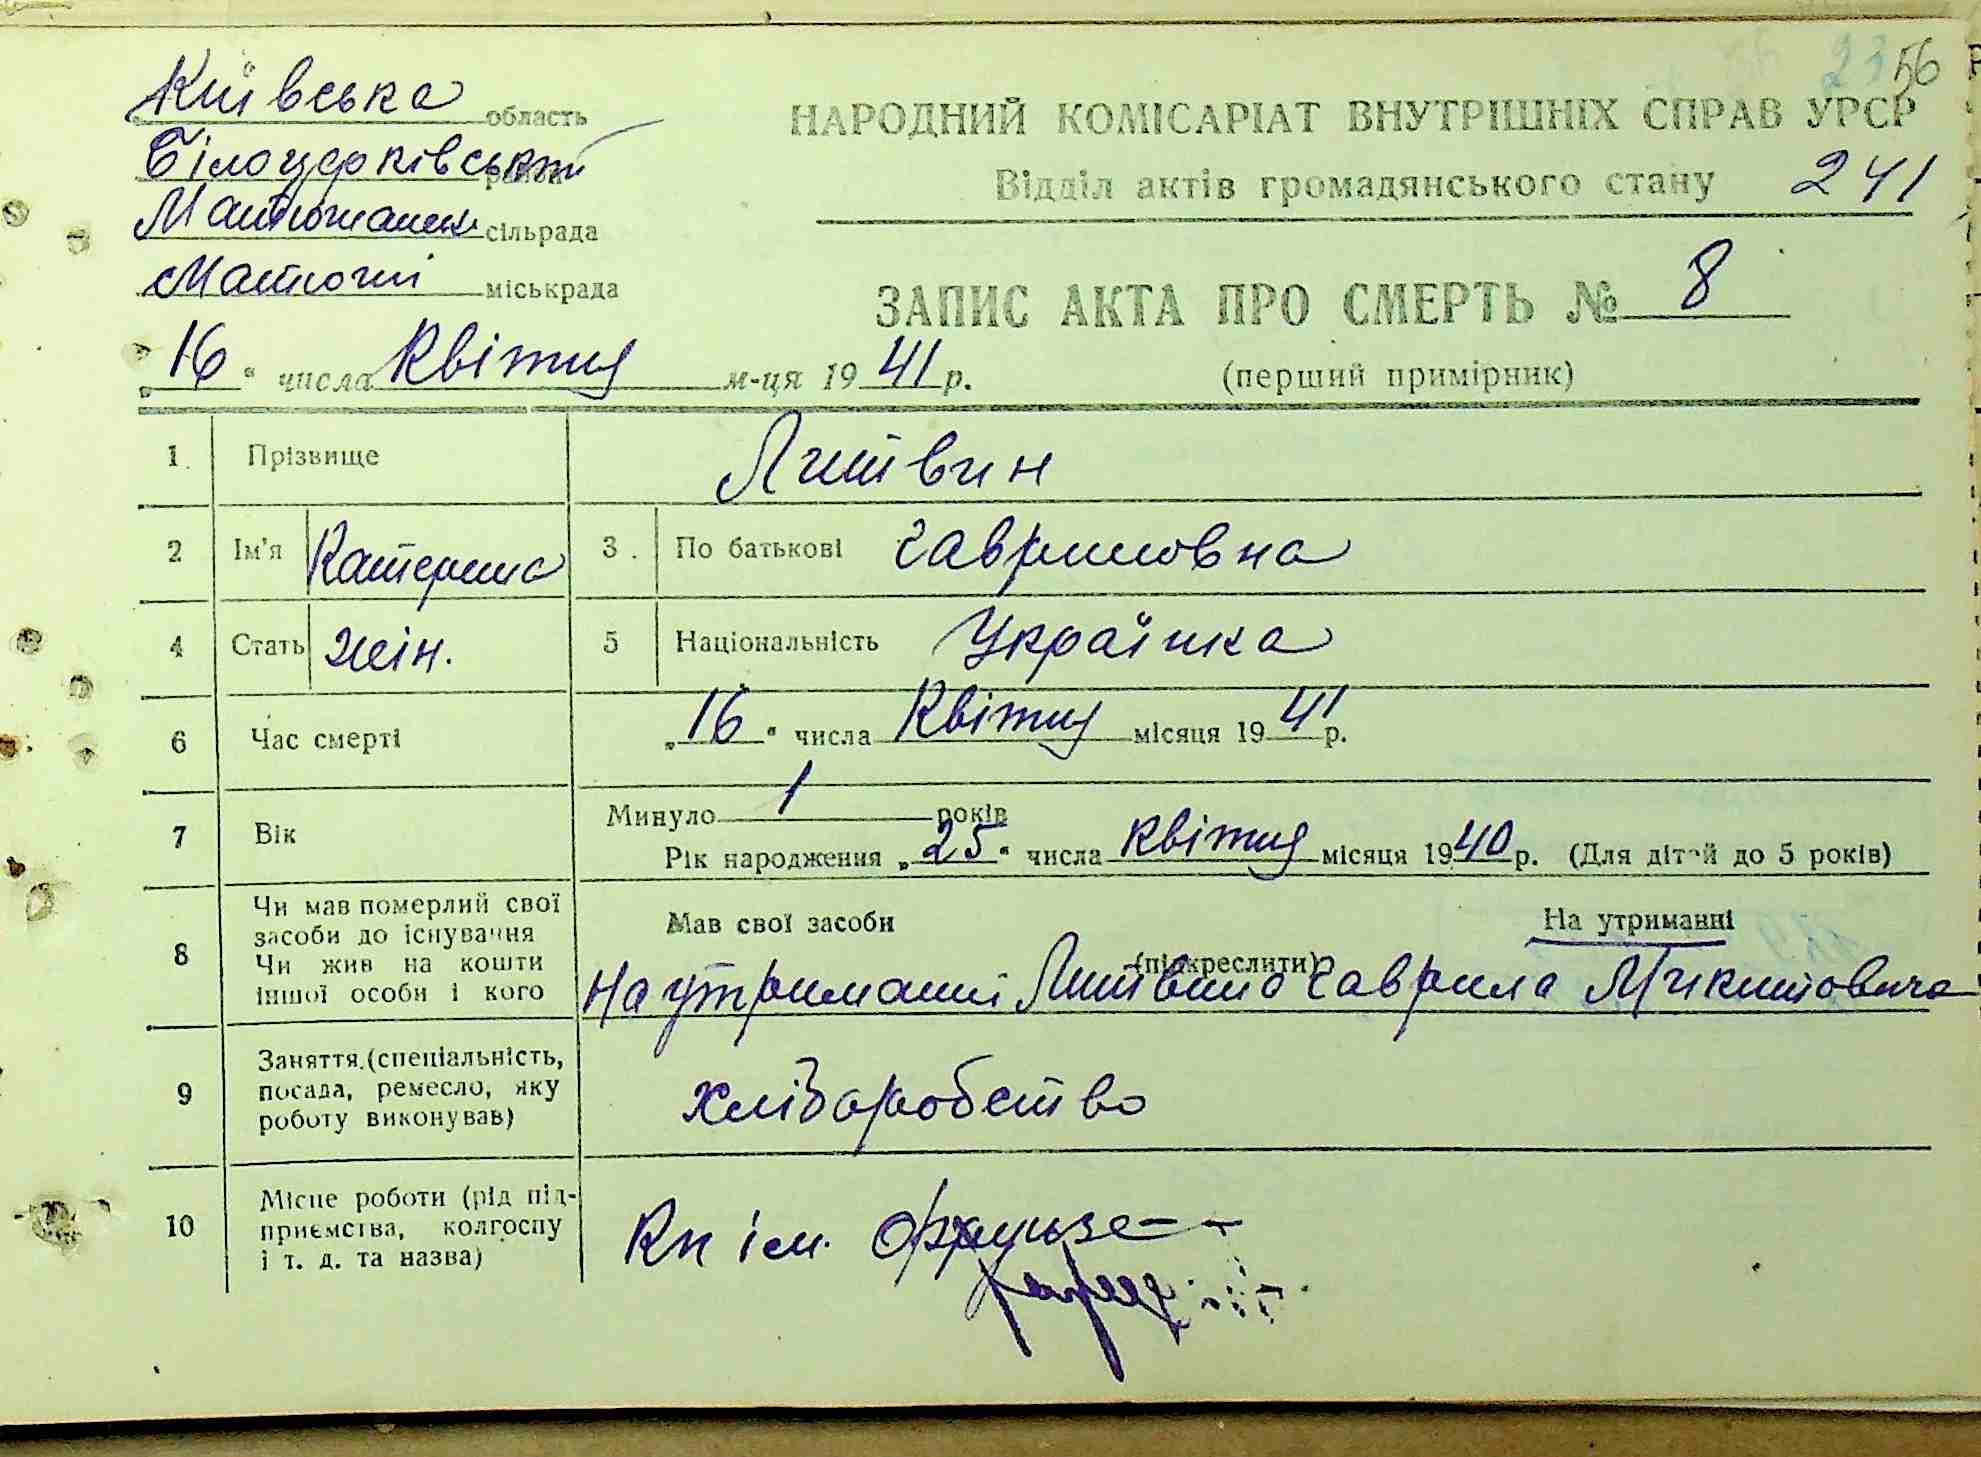 56
Київська область
НАРОДНИЙ КОМІСАРІАТ ВНУТРІШНІХ СПРАВ УРСР
Білоцерківський район
Відділ актів громадянського стану 241
сільрада
Матюші міськрада
ЗАПИС АКТА ПРО СМЕРТЬ № 8
„16“ числа Квітня м-ця 1941 р.
(перший примірник)
1 Прізвище Литвин
2 Ім'я Катерина 3. По батькові Гавриловна
4 Стать жін. 5 Національність Українка
6 Час смерті „16“ числа Квітня місяця 1941 р.
7 Вік Минуло 1 років
Рік народження „25“ числа квітня місяця 1940 р. (Для дітей до 5 років)
8 Чи мав померлий свої засоби до існування
Чи жив на кошти іншої особи і кого
Мав свої засоби На утриманні
(підкреслити)
На утриманні Литвина Гаврила Микитовича
9 Заняття (спеціальність, посада, ремесло, яку роботу виконував)
хліборобство
10 Місце роботи (рід підприємства, колгоспу і т. д. та назва)
Кп ім. Фрунзе